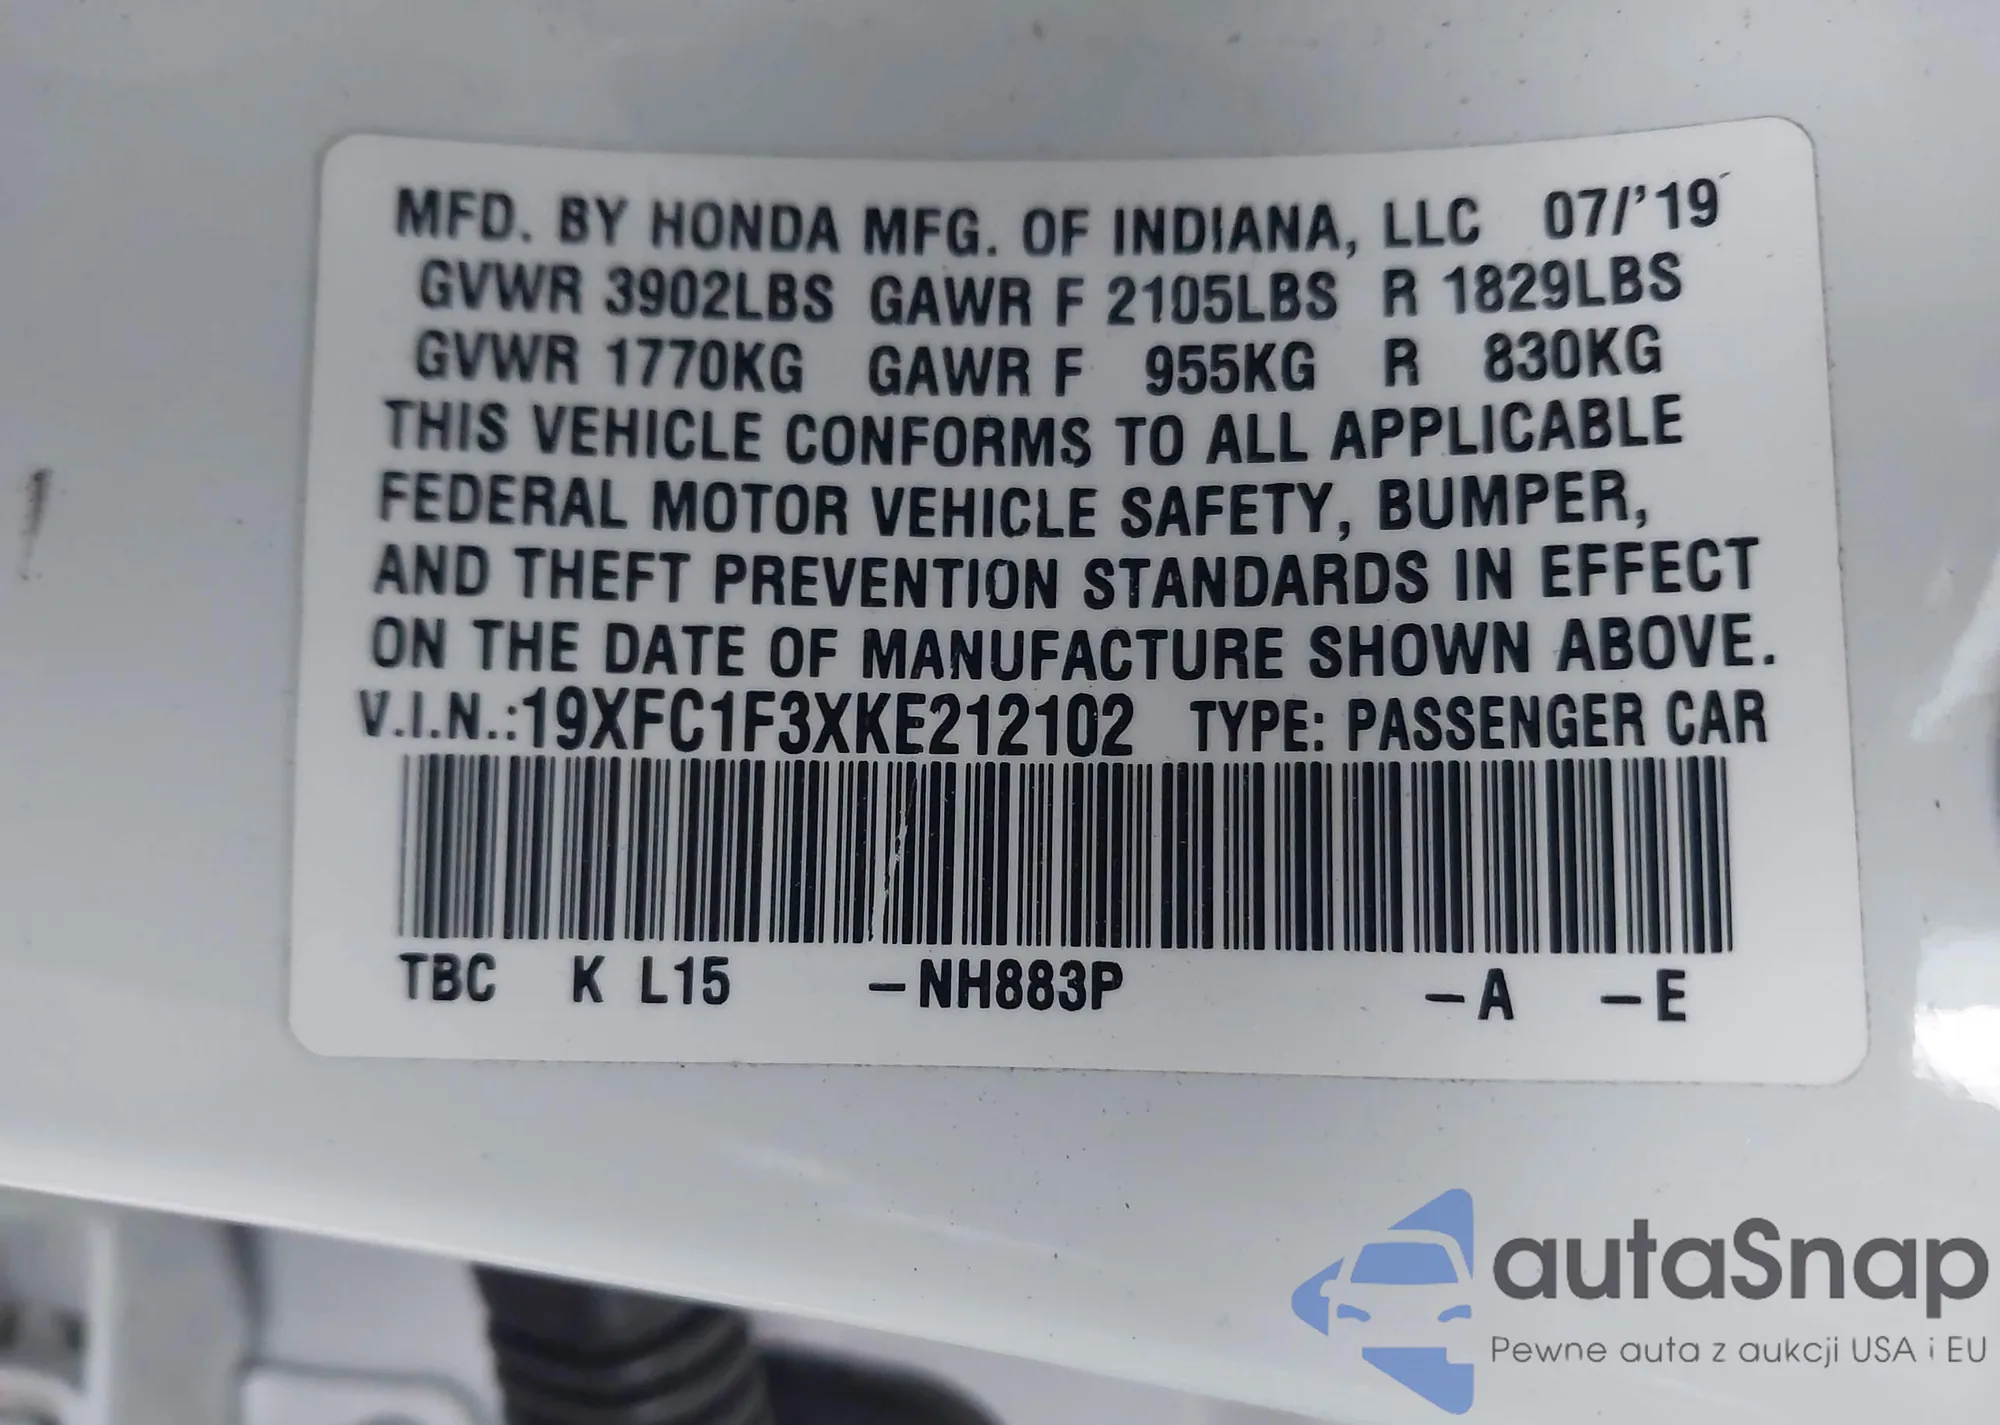 MFD. BY HONDA MFG. OF INDIANA, LLC 07/'19
GVWR 3902LBS GAWR F 2105LBS R 1829LBS
GVWR 1770KG GAWR F 955KG R 830KG
THIS VEHICLE CONFORMS TO ALL APPLICABLE
FEDERAL MOTOR VEHICLE SAFETY, BUMPER,
AND THEFT PREVENTION STANDARDS IN EFFECT
ON THE DATE OF MANUFACTURE SHOWN ABOVE.
V.I.N.:19XFC1F3XKE212102 TYPE: PASSENGER CAR
TBC K L15 –NH883P –A –E
autaSnap
Pewne auta z aukcji USA i EU